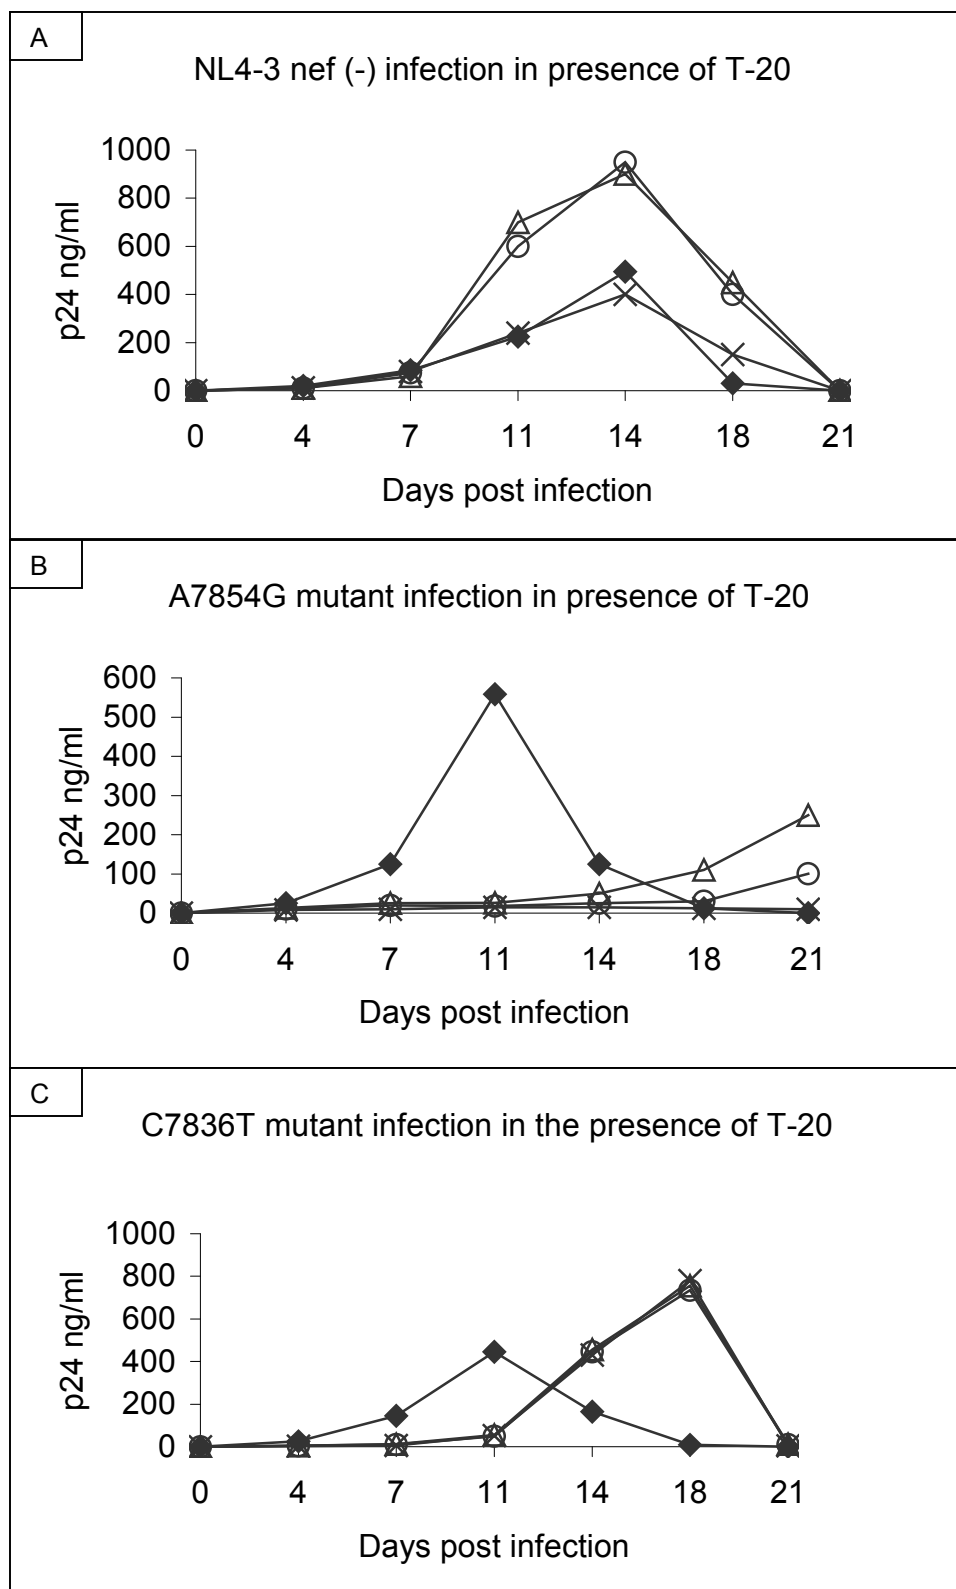 A
NL4-3 nef (-) infection in presence of T-20
1000
800
600
400
200
0
p24 ng/ml
0 4 7 11 14 18 21
Days post infection
B
A7854G mutant infection in presence of T-20
600
500
400
300
200
100
0
p24 ng/ml
0 4 7 11 14 18 21
Days post infection
C
C7836T mutant infection in the presence of T-20
1000
800
600
400
200
0
p24 ng/ml
0 4 7 11 14 18 21
Days post infection